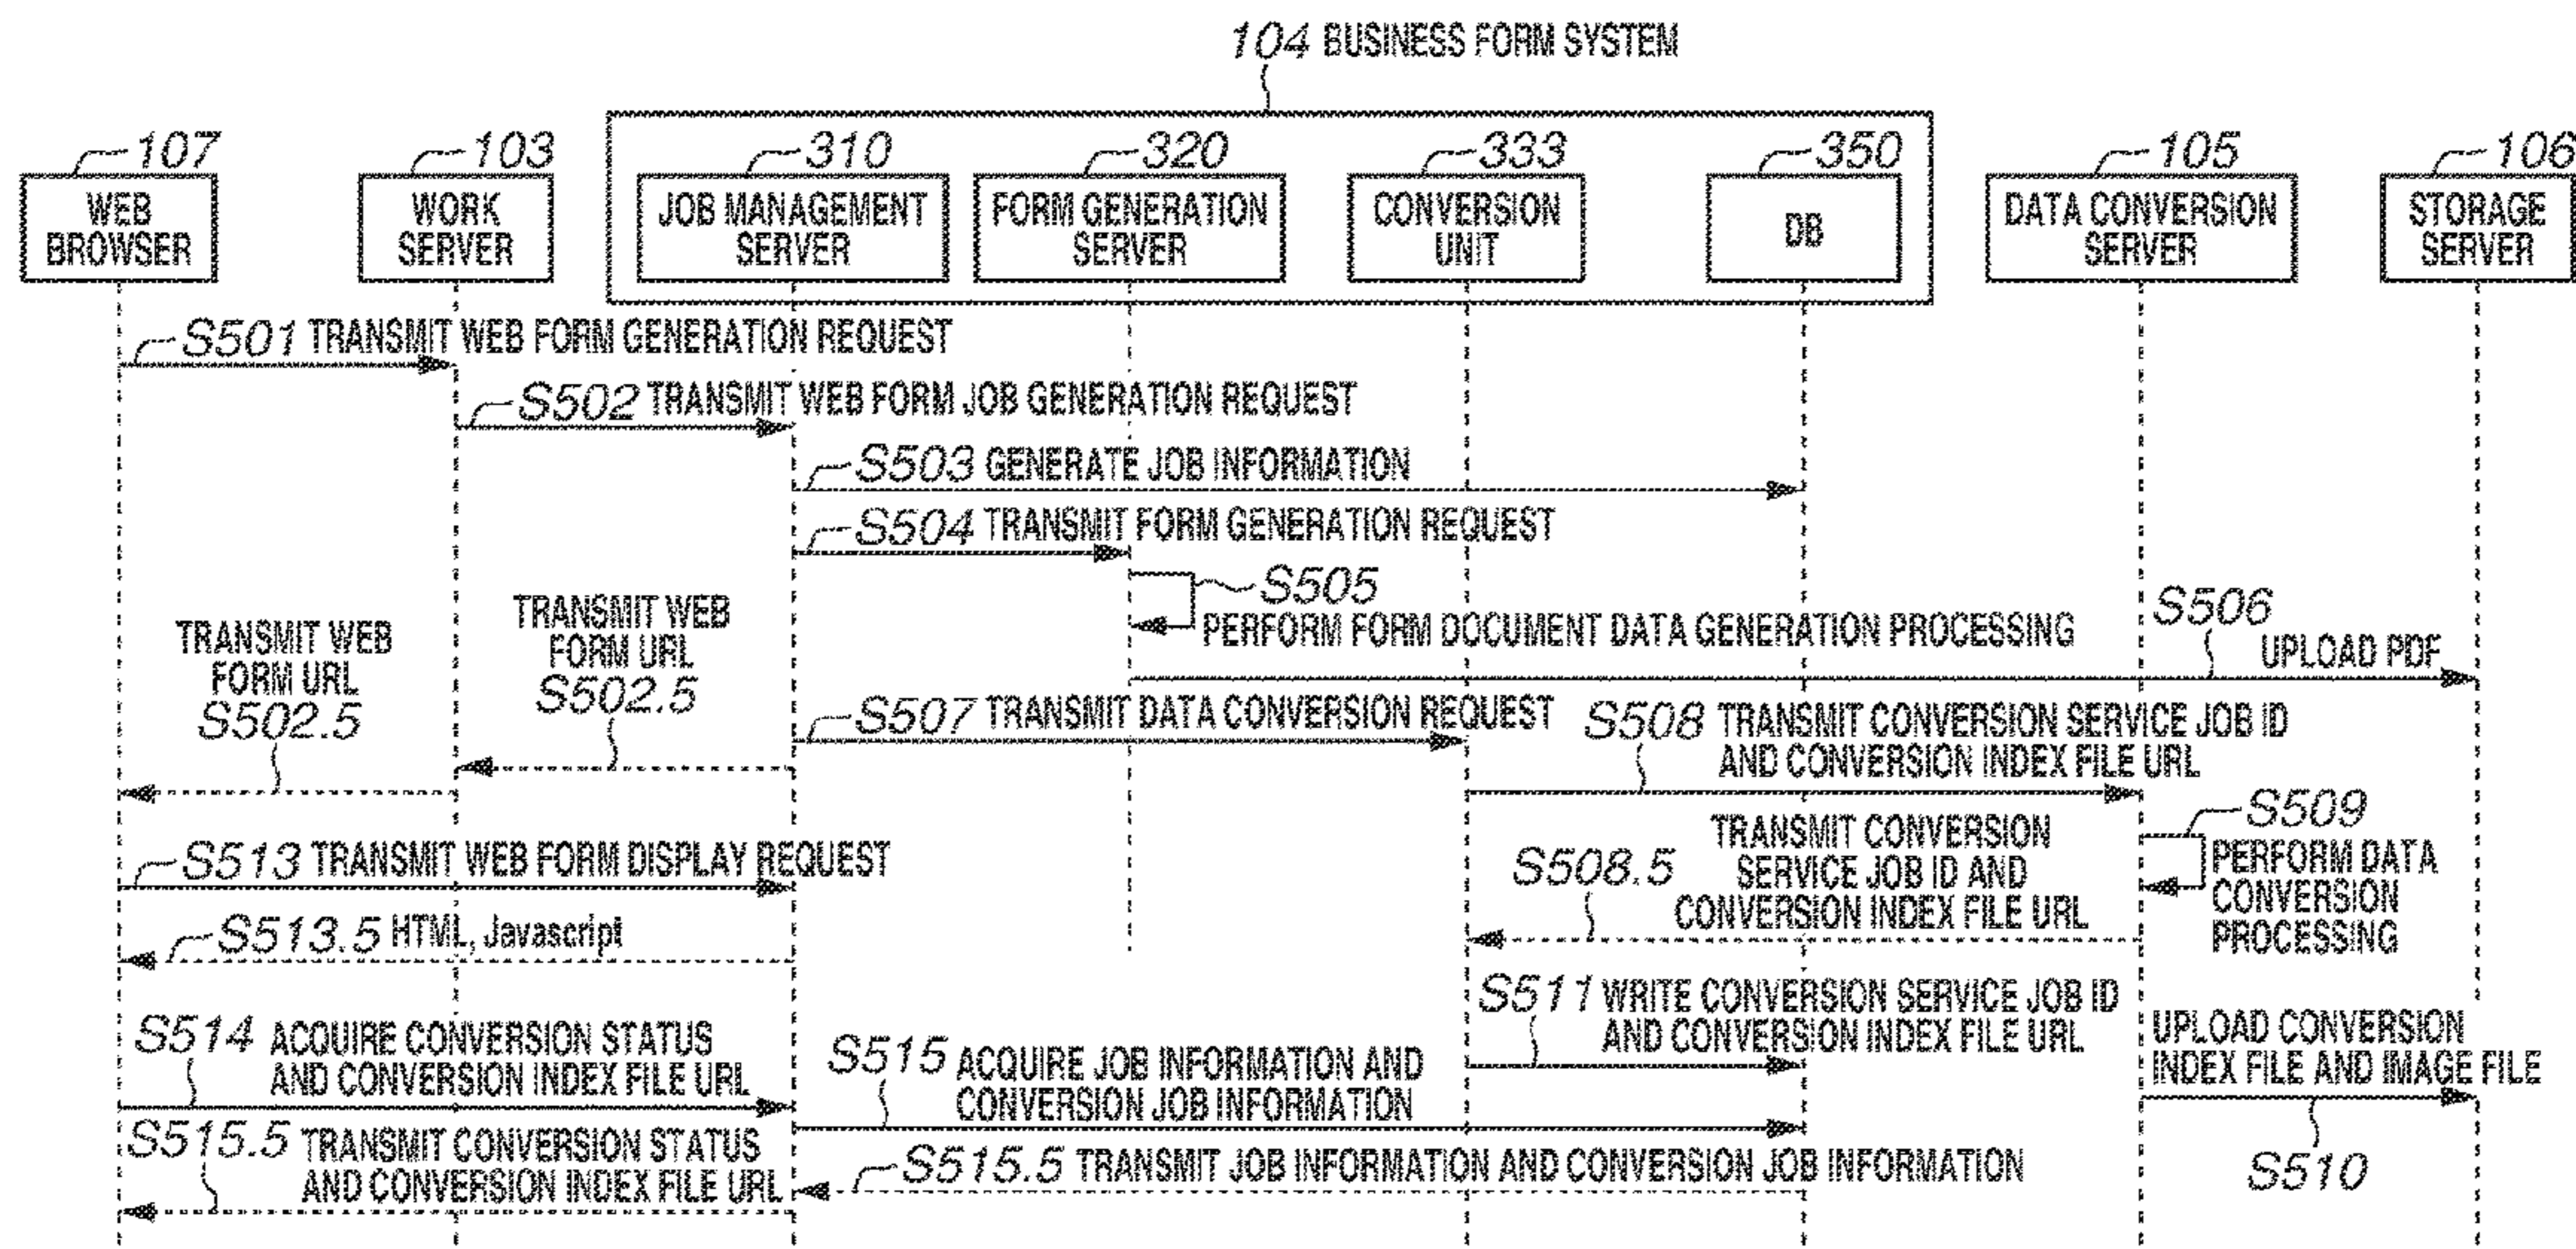 104 BUSINESS FORM SYSTEM
107
103
310
320
333
350
105
106
WEB
BROWSER
WORK
SERVER
JOB MANAGEMENT
SERVER
FORM GENERATION
SERVER
CONVERSION
UNIT
DB
DATA CONVERSION
SERVER
STORAGE
SERVER
S501 TRANSMIT WEB FORM GENERATION REQUEST
S502 TRANSMIT WEB FORM JOB GENERATION REQUEST
S503 GENERATE JOB INFORMATION
S504 TRANSMIT FORM GENERATION REQUEST
S505
PERFORM FORM DOCUMENT DATA GENERATION PROCESSING
S506
UPLOAD PDF
TRANSMIT WEB
FORM URL
S502.5
TRANSMIT WEB
FORM URL
S502.5
S507 TRANSMIT DATA CONVERSION REQUEST
S508 TRANSMIT CONVERSION SERVICE JOB ID
AND CONVERSION INDEX FILE URL
S509
PERFORM DATA
CONVERSION
PROCESSING
TRANSMIT CONVERSION
SERVICE JOB ID AND
CONVERSION INDEX FILE URL
S508.5
S513 TRANSMIT WEB FORM DISPLAY REQUEST
S513.5 HTML, Javascript
S511 WRITE CONVERSION SERVICE JOB ID
AND CONVERSION INDEX FILE URL
UPLOAD CONVERSION
INDEX FILE AND IMAGE FILE
S510
S514 ACQUIRE CONVERSION STATUS
AND CONVERSION INDEX FILE URL
S515 ACQUIRE JOB INFORMATION AND
CONVERSION JOB INFORMATION
S515.5 TRANSMIT CONVERSION STATUS
AND CONVERSION INDEX FILE URL
S515.5 TRANSMIT JOB INFORMATION AND CONVERSION JOB INFORMATION